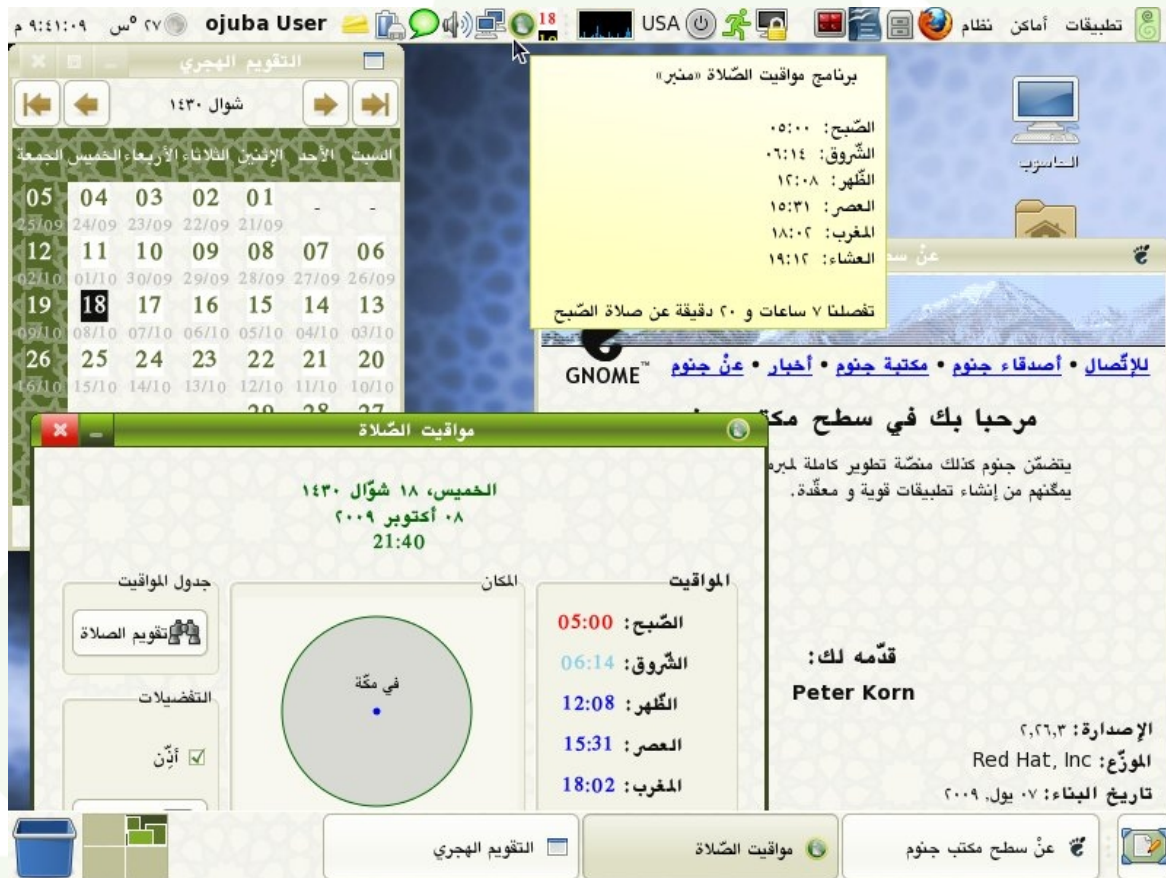 تطبيقات أماكن نظام
USA
18
ojuba User
٢٧ °س
٩:٤١:٠٩ م
التقويم الهجري
شوال ١٤٣٠
السبت الأحد الإثنين الثلاثاء الأربعاء الخميس الجمعة
- - 01 02 03 04 05
21/09 22/09 23/09 24/09 25/09
06 07 08 09 10 11 12
26/09 27/09 28/09 29/09 30/09 01/10 02/10
13 14 15 16 17 18 19
03/10 04/10 05/10 06/10 07/10 08/10 09/10
20 21 22 23 24 25 26
10/10 11/10 12/10 13/10 14/10 15/10 16/10
27 28 29
برنامج مواقيت الصّلاة «منبر»
الصّبح: ٠٥:٠٠
الشّروق: ٠٦:١٤
الظّهر: ١٢:٠٨
العصر: ١٥:٣١
المغرب: ١٨:٠٢
العشاء: ١٩:١٢
تفصلنا ٧ ساعات و ٢٠ دقيقة عن صلاة الصّبح
الحاسوب
عنْ
GNOME™
للإتّصال • أصدقاء جنوم • مكتبة جنوم • أخبار • عنْ جنوم
مرحبا بك في سطح
يتضمّن جنوم كذلك منصّة تطوير كاملة
يمكّنهم من إنشاء تطبيقات قوية و معقّدة.
قدّمه لك:
Peter Korn
الإصدارة: ٢,٢٦,٣
الموزّع: Red Hat, Inc
تاريخ البناء: ٠٧ يول, ٢٠٠٩
مواقيت الصّلاة
الخميس، ١٨ شوّال ١٤٣٠
٠٨ أكتوبر ٢٠٠٩
21:40
المواقيت
الصّبح: 05:00
الشّروق: 06:14
الظّهر: 12:08
العصر: 15:31
المغرب: 18:02
المكان
في مكّة
جدول المواقيت
تقويم الصلاة
التفضيلات
أذّن
عنْ سطح مكتب جنوم
مواقيت الصّلاة
التقويم الهجري